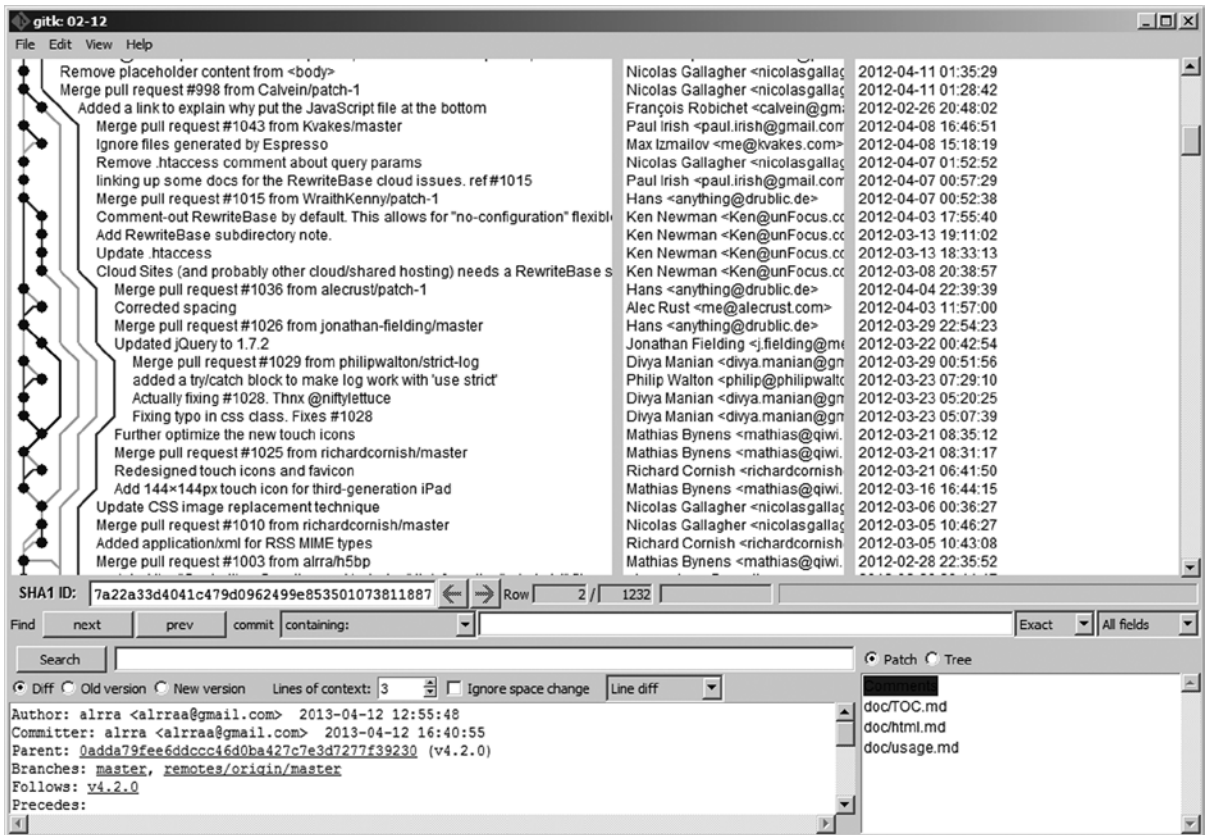 gitk: 02-12
File Edit View Help
Remove placeholder content from <body> Nicolas Gallagher <nicolasgallag 2012-04-11 01:35:29
Merge pull request #998 from Calvein/patch-1 Nicolas Gallagher <nicolasgallag 2012-04-11 01:28:42
Added a link to explain why put the JavaScript file at the bottom François Robichet <calvein@gma 2012-02-26 20:48:02
Merge pull request #1043 from Kvakes/master Paul Irish <paul.irish@gmail.com 2012-04-08 16:46:51
Ignore files generated by Espresso Max Izmailov <me@kvakes.com> 2012-04-08 15:18:19
Remove .htaccess comment about query params Nicolas Gallagher <nicolasgallag 2012-04-07 01:52:52
linking up some docs for the RewriteBase cloud issues. ref #1015 Paul Irish <paul.irish@gmail.com 2012-04-07 00:57:29
Merge pull request #1015 from WraithKenny/patch-1 Hans <anything@drublic.de> 2012-04-07 00:52:38
Comment-out RewriteBase by default. This allows for "no-configuration" flexibl Ken Newman <Ken@unFocus.cc 2012-04-03 17:55:40
Add RewriteBase subdirectory note. Ken Newman <Ken@unFocus.cc 2012-03-13 19:11:02
Update .htaccess Ken Newman <Ken@unFocus.cc 2012-03-13 18:33:13
Cloud Sites (and probably other cloud/shared hosting) needs a RewriteBase s Ken Newman <Ken@unFocus.cc 2012-03-08 20:38:57
Merge pull request #1036 from alecrust/patch-1 Hans <anything@drublic.de> 2012-04-04 22:39:39
Corrected spacing Alec Rust <me@alecrust.com> 2012-04-03 11:57:00
Merge pull request #1026 from jonathan-fielding/master Hans <anything@drublic.de> 2012-03-29 22:54:23
Updated jQuery to 1.7.2 Jonathan Fielding <j.fielding@me 2012-03-22 00:42:54
Merge pull request #1029 from philipwalton/strict-log Divya Manian <divya.manian@gm 2012-03-29 00:51:56
added a try/catch block to make log work with 'use strict' Philip Walton <philip@philipwalto 2012-03-23 07:29:10
Actually fixing #1028. Thnx @niftylettuce Divya Manian <divya.manian@gm 2012-03-23 05:20:25
Fixing typo in css class. Fixes #1028 Divya Manian <divya.manian@gm 2012-03-23 05:07:39
Further optimize the new touch icons Mathias Bynens <mathias@qiwi. 2012-03-21 08:35:12
Merge pull request #1025 from richardcornish/master Mathias Bynens <mathias@qiwi. 2012-03-21 08:31:17
Redesigned touch icons and favicon Richard Cornish <richardcornish 2012-03-21 06:41:50
Add 144×144px touch icon for third-generation iPad Mathias Bynens <mathias@qiwi. 2012-03-16 16:44:15
Update CSS image replacement technique Nicolas Gallagher <nicolasgallag 2012-03-06 00:36:27
Merge pull request #1010 from richardcornish/master Nicolas Gallagher <nicolasgallag 2012-03-05 10:46:27
Added application/xml for RSS MIME types Richard Cornish <richardcornish 2012-03-05 10:43:08
Merge pull request #1003 from alrra/h5bp Mathias Bynens <mathias@qiwi. 2012-02-28 22:35:52
SHA1 ID: 7a22a33d4041c479d0962499e853501073811887 Row 2 / 1232
Find next prev commit containing: Exact All fields
Search Patch Tree
Diff Old version New version Lines of context: 3 Ignore space change Line diff
Comments
doc/TOC.md
doc/html.md
doc/usage.md
Author: alrra <alrraa@gmail.com> 2013-04-12 12:55:48
Committer: alrra <alrraa@gmail.com> 2013-04-12 16:40:55
Parent: 0adda79fee6ddccc46d0ba427c7e3d7277f39230 (v4.2.0)
Branches: master, remotes/origin/master
Follows: v4.2.0
Precedes: